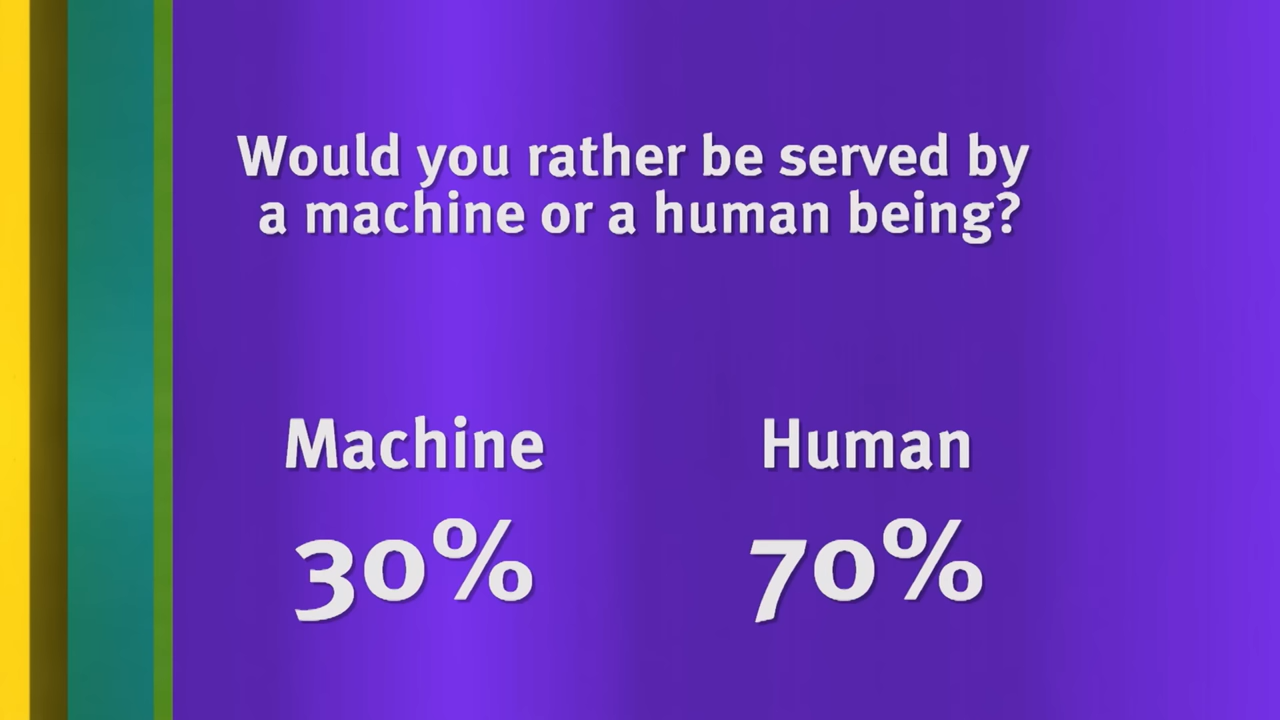 Would you rather be served by
a machine or a human being?
Machine Human
30% 70%